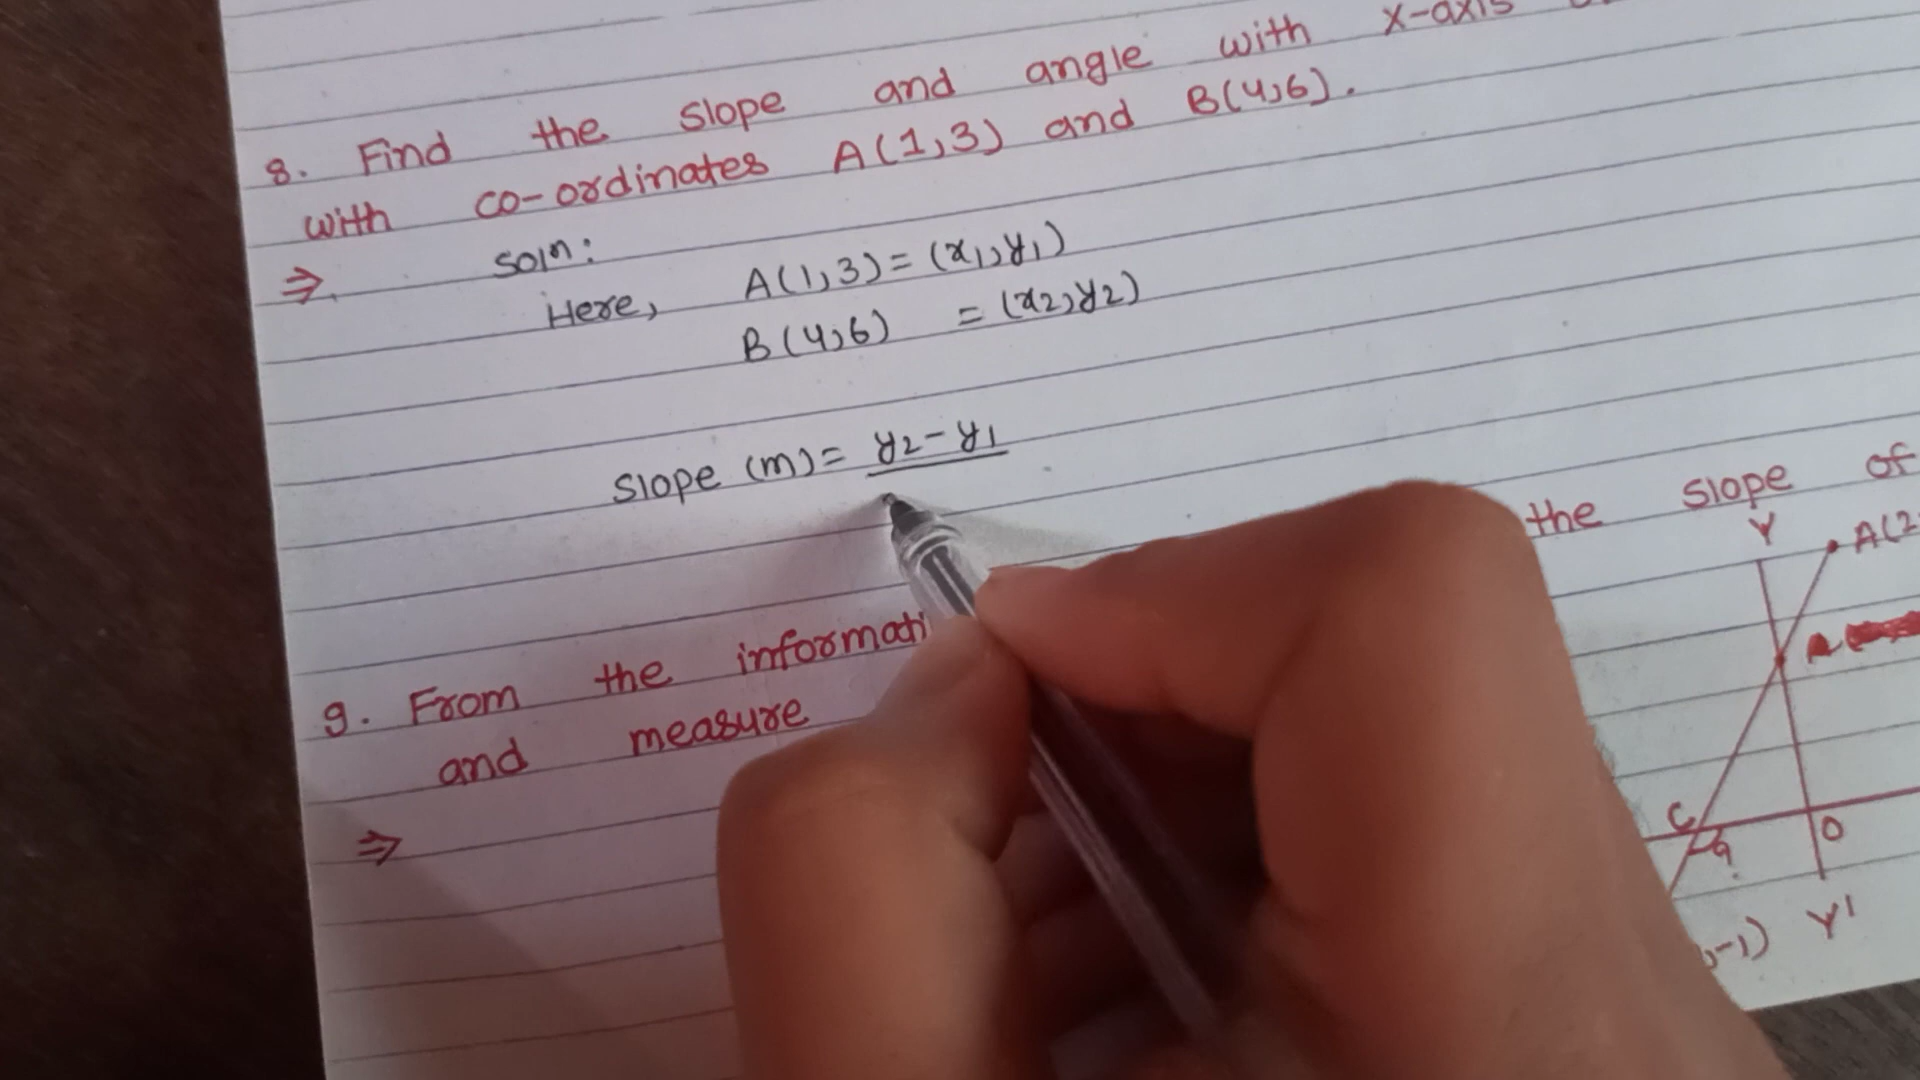 8. Find the slope and angle with x-axis
with co-ordinates A(1,3) and B(4,6).
⇒ Soln:
Here, A(1,3) = (x1,y1)
B(4,6) = (x2,y2)
Slope (m) = y2-y1
9. From the informati the slope of
and measure
⇒
Y
A(2
A
C
O
,-1) Y'